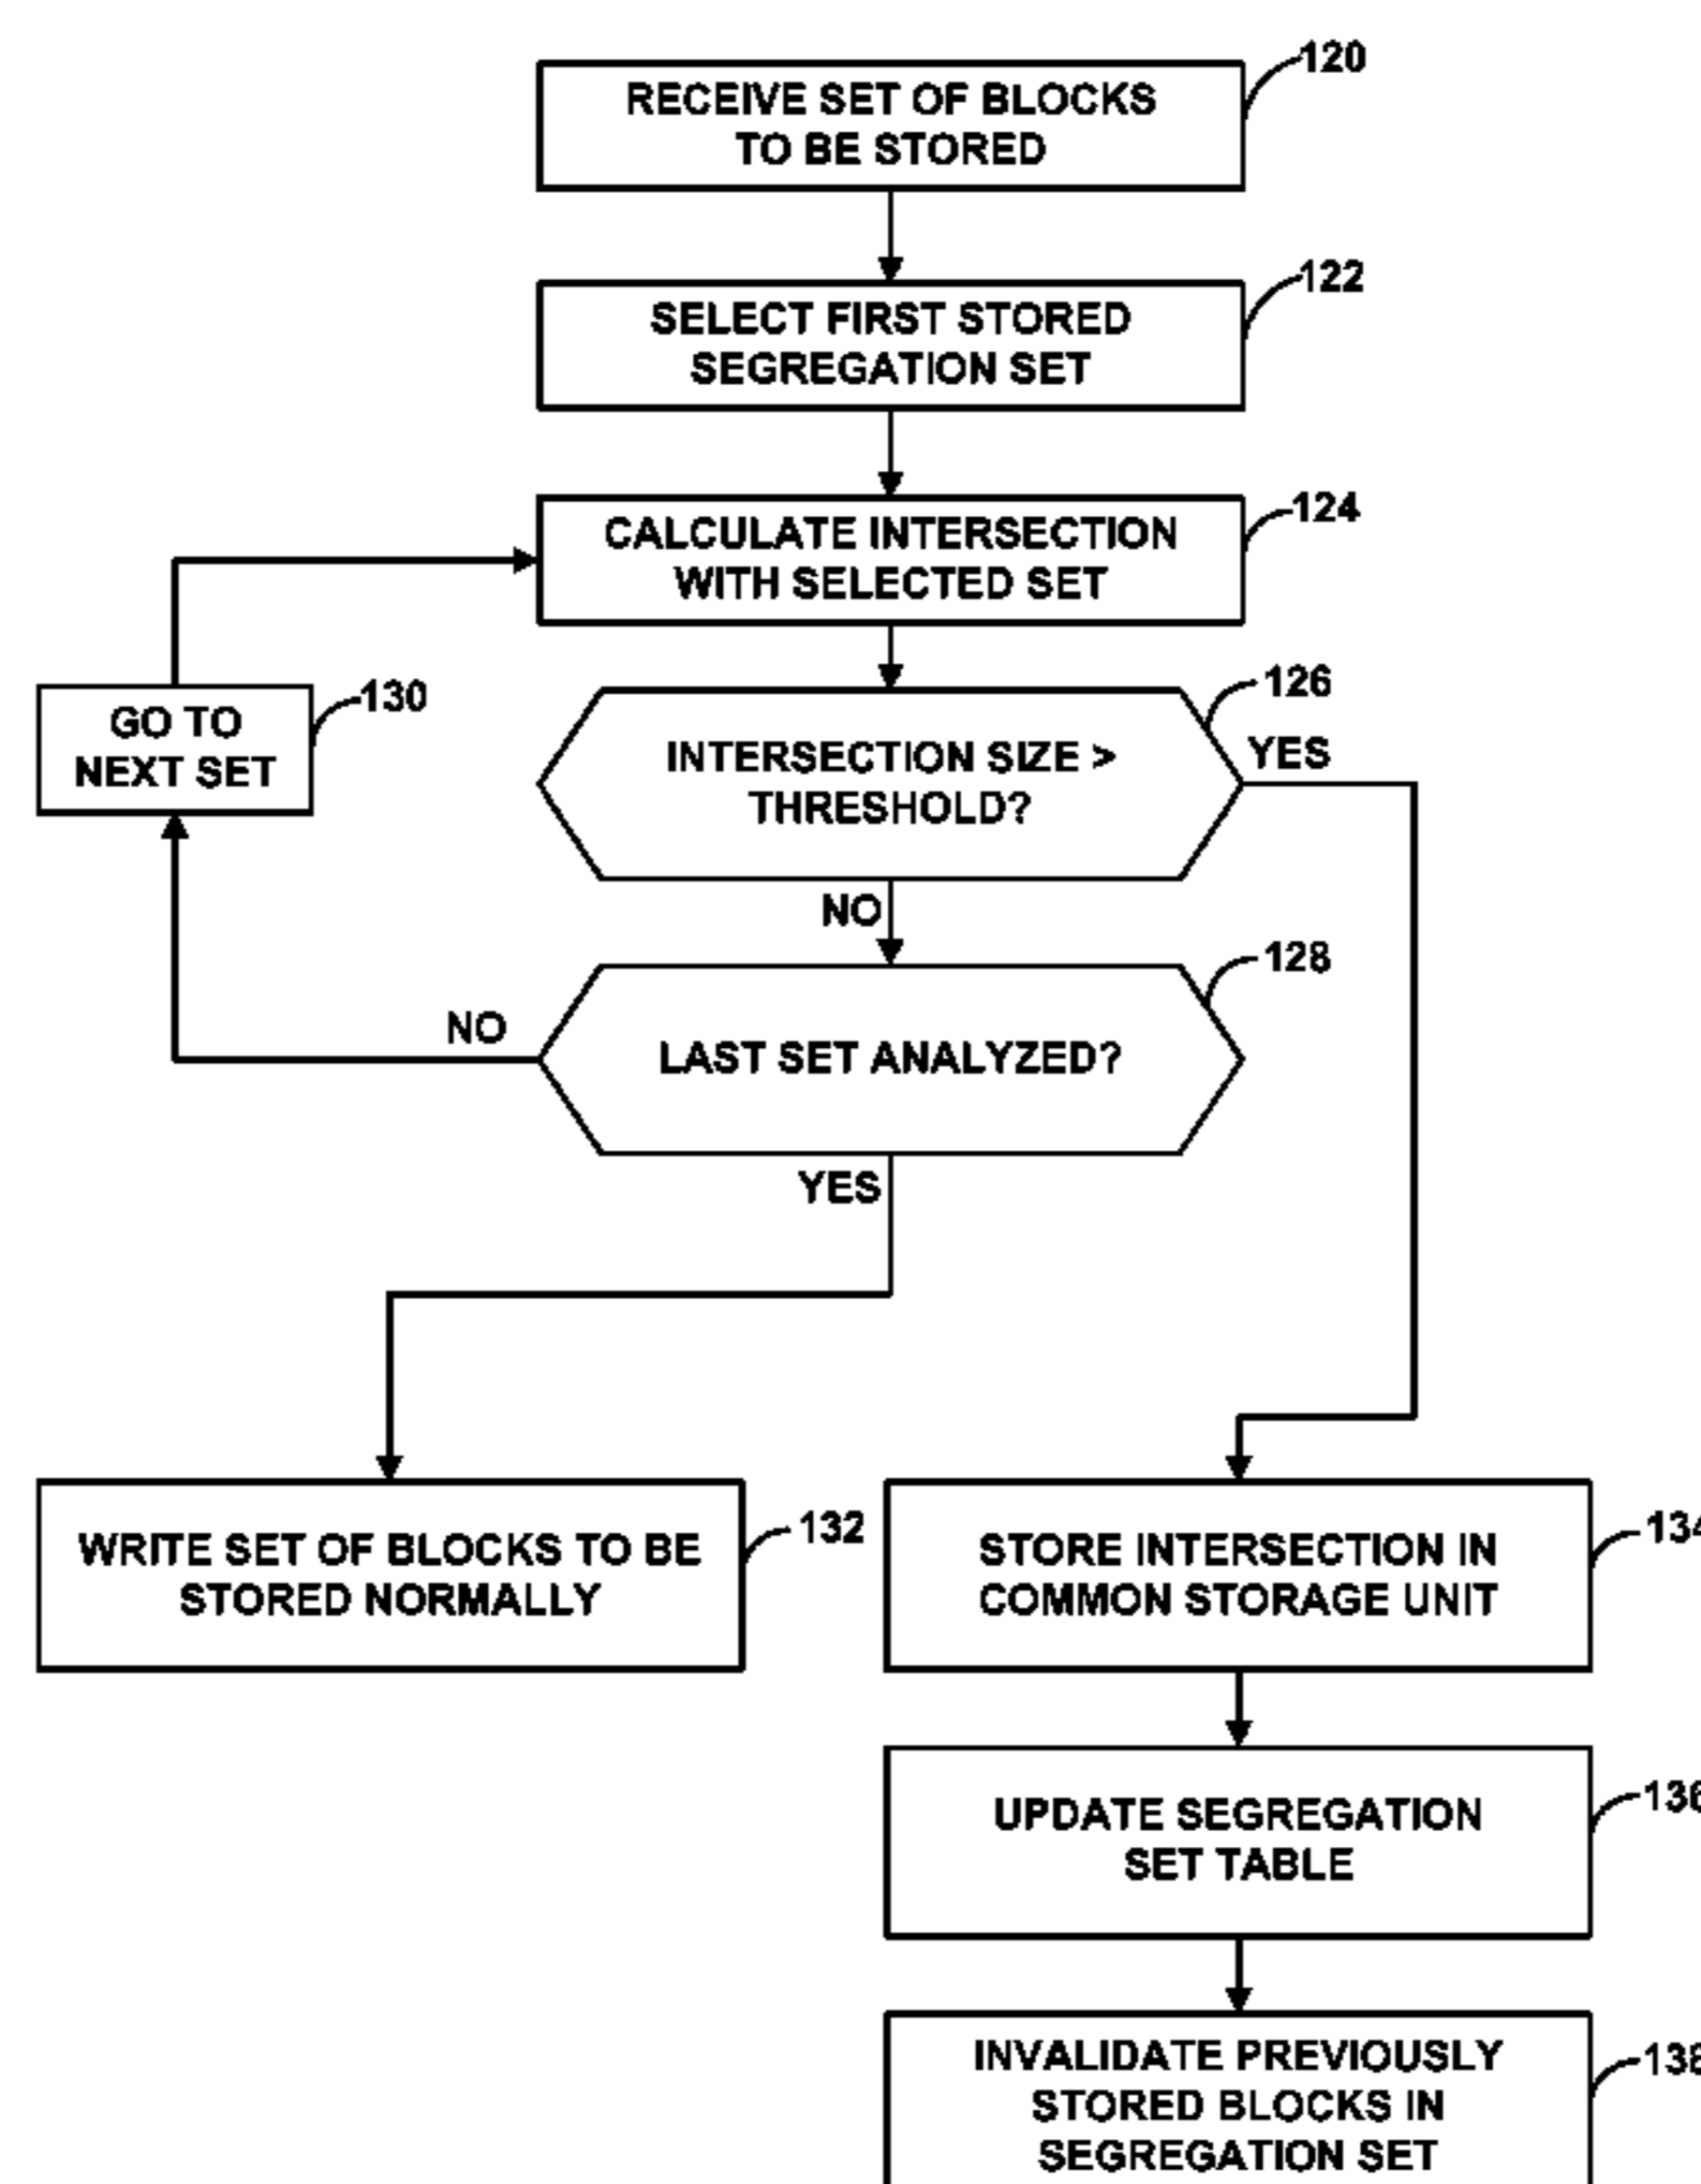 120
RECEIVE SET OF BLOCKS
TO BE STORED
122
SELECT FIRST STORED
SEGREGATION SET
124
CALCULATE INTERSECTION
WITH SELECTED SET
130
GO TO
NEXT SET
126
INTERSECTION SIZE >
THRESHOLD?
YES
NO
128
LAST SET ANALYZED?
NO
YES
132
WRITE SET OF BLOCKS TO BE
STORED NORMALLY
134
STORE INTERSECTION IN
COMMON STORAGE UNIT
136
UPDATE SEGREGATION
SET TABLE
138
INVALIDATE PREVIOUSLY
STORED BLOCKS IN
SEGREGATION SET